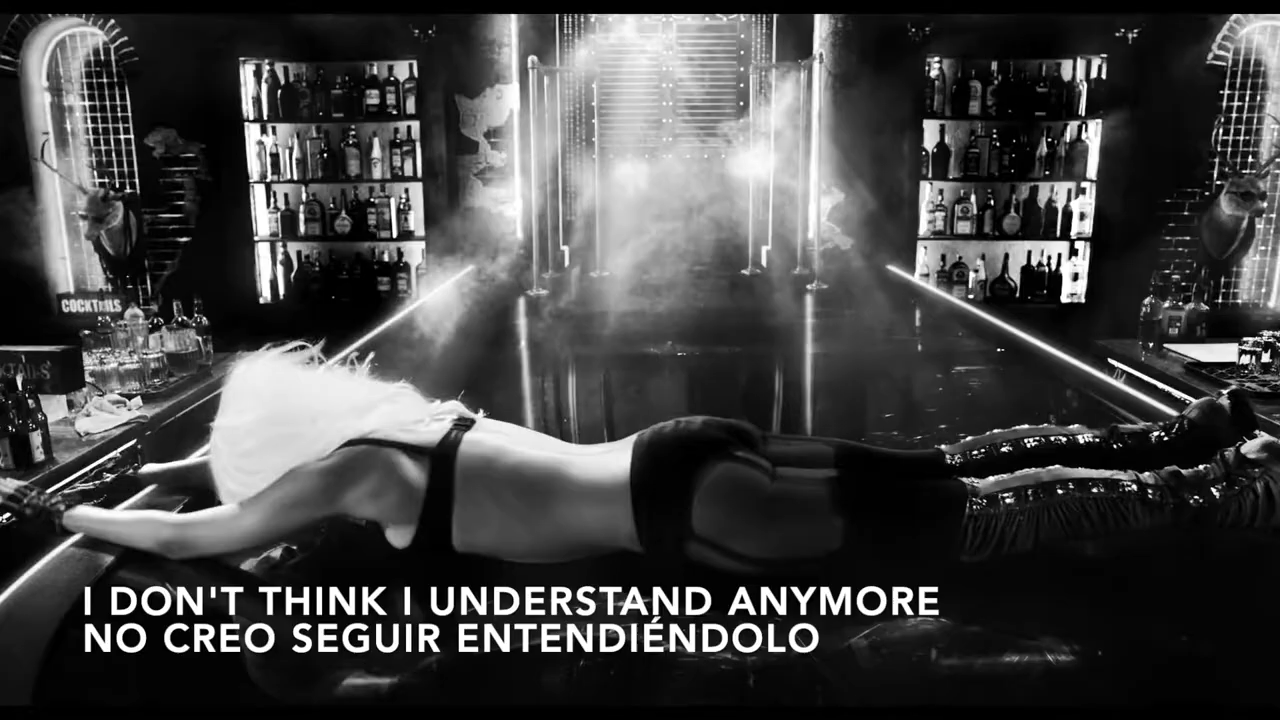 COCKTAILS
I DON'T THINK I UNDERSTAND ANYMORE
NO CREO SEGUIR ENTENDIÉNDOLO